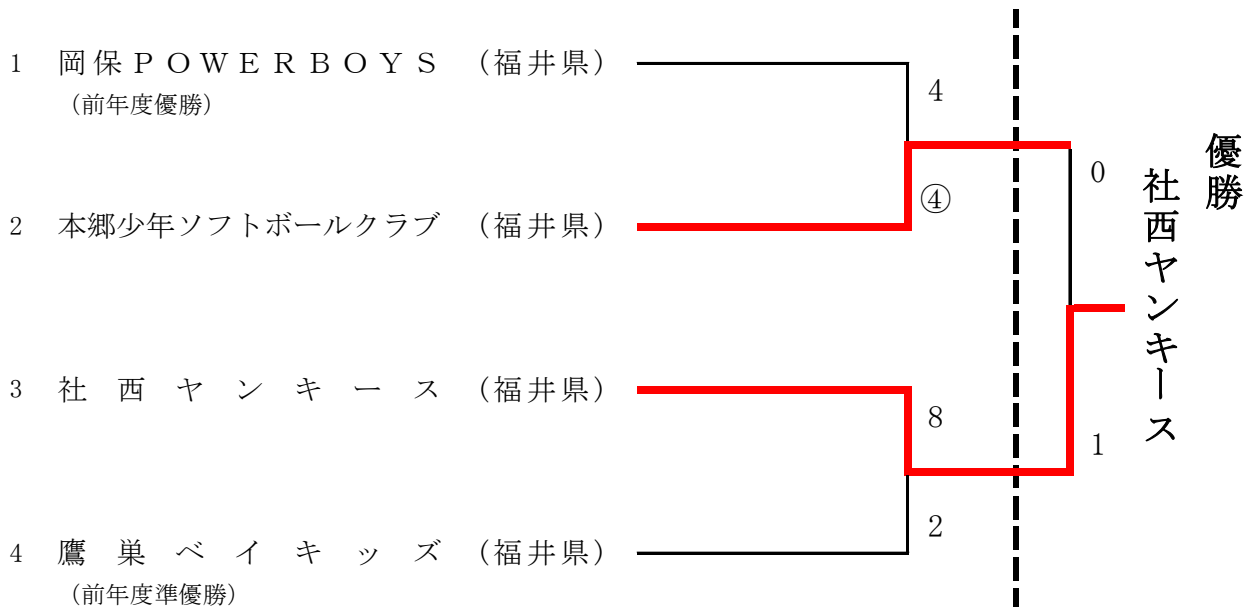 1 岡保ＰＯＷＥＲＢＯＹＳ （福井県）
（前年度優勝）
4
④
2 本郷少年ソフトボールクラブ （福井県）
3 社西ヤンキース （福井県）
8
2
4 鷹巣ベイキッズ （福井県）
（前年度準優勝）
0
1
優勝
社西ヤンキース